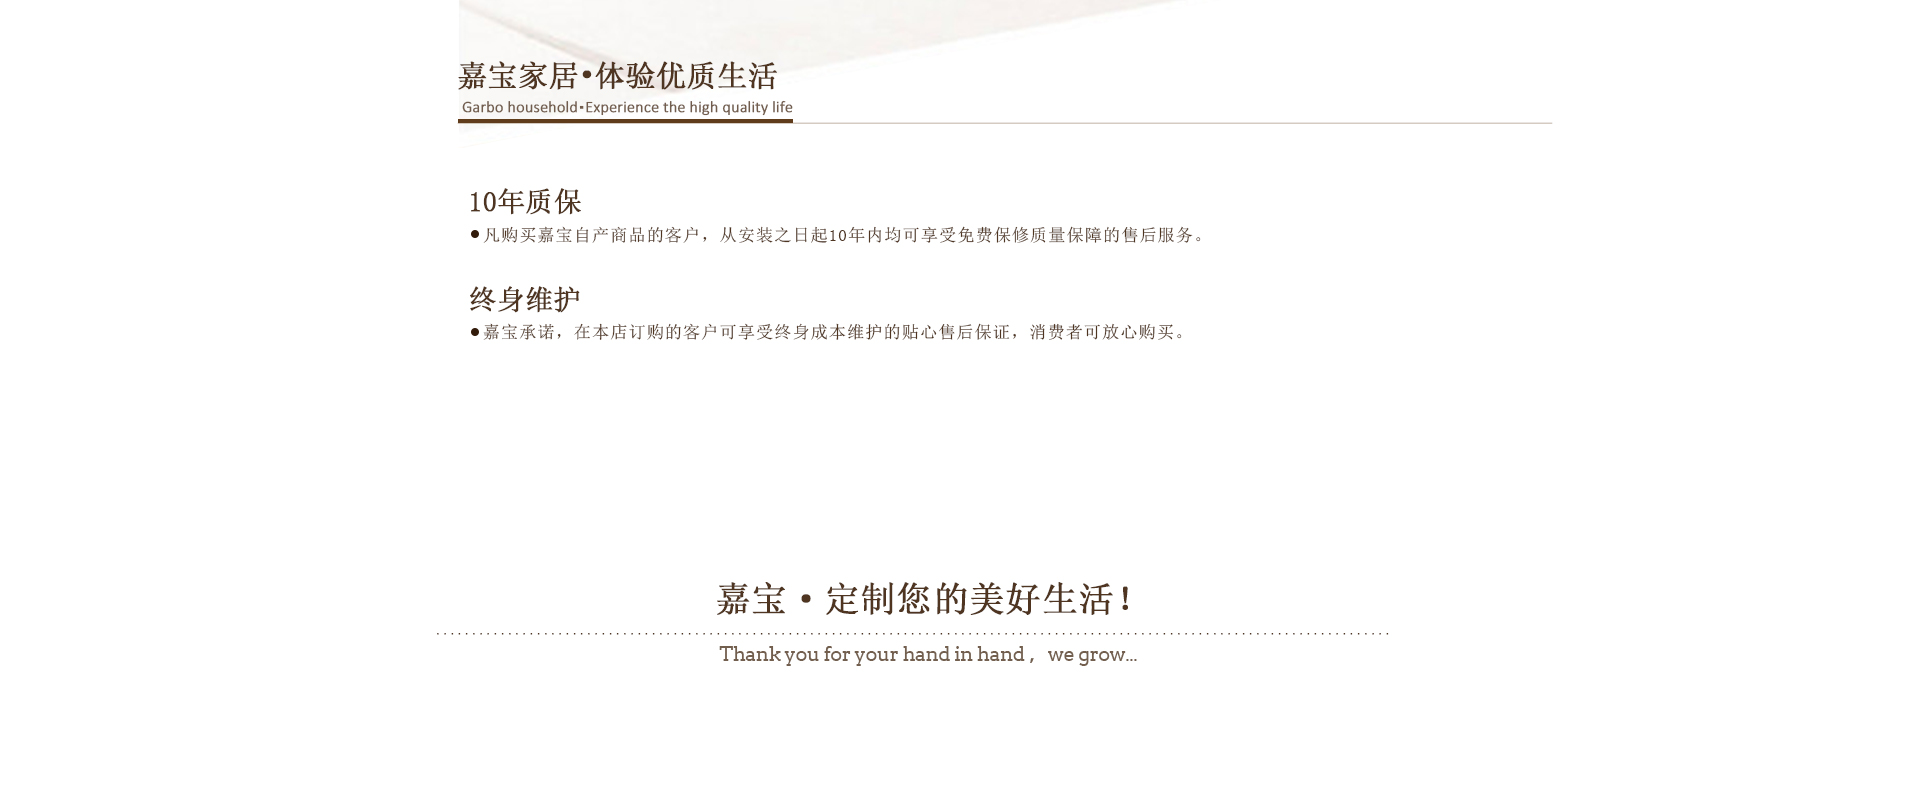 嘉宝家居•体验优质生活
Garbo household•Experience the high quality life
10年质保
●凡购买嘉宝自产商品的客户，从安装之日起10年内均可享受免费保修质量保障的售后服务。
终身维护
●嘉宝承诺，在本店订购的客户可享受终身成本维护的贴心售后保证，消费者可放心购买。
嘉宝・定制您的美好生活！
Thank you for your hand in hand， we grow...